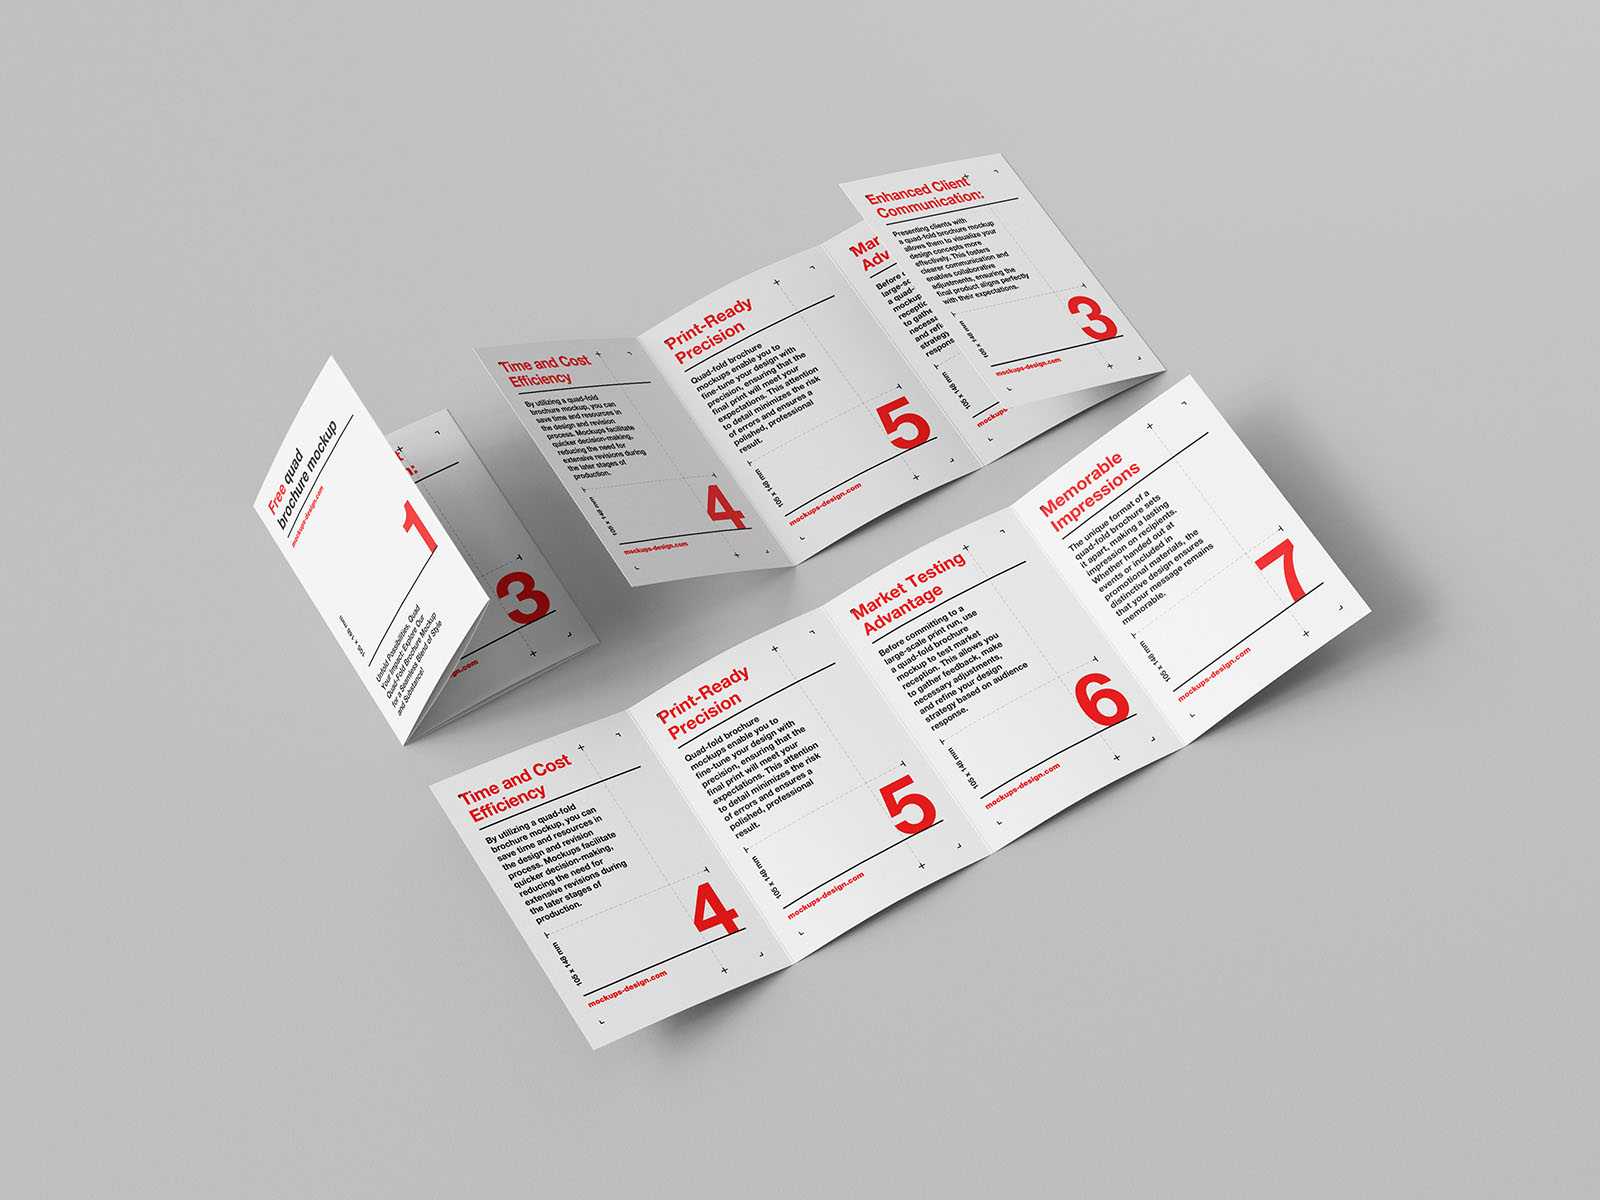 Free quad
brochure mockup
mockups-design.com
1
105 x 148 mm
Unfold Possibilities, Quad
Your Impact: Explore Our
Quad-Fold Brochure Mockup
for a Seamless Blend of Style
and Substance!
3
Time and Cost
Efficiency
By utilizing a quad-fold
brochure mockup, you can
save time and resources in
the design and revision
process. Mockups facilitate
quicker decision-making,
reducing the need for
extensive revisions during
the later stages of
production.
105 x 148 mm
4
mockups-design.com
Print-Ready
Precision
Quad-fold brochure
mockups enable you to
fine-tune your design with
precision, ensuring that the
final print will meet your
expectations. This attention
to detail minimizes the risk
of errors and ensures a
polished, professional
result.
105 x 148 mm
5
mockups-design.com
Mar
Adv
Before
large-sc
a quad-
mockup
recepti
to gathe
necessa
and refi
strategy
respons
105 x 148 mm
mockups
Enhanced Client
Communication:
Presenting clients with
a quad-fold brochure mockup
allows them to visualize your
design concepts more
effectively. This fosters
clearer communication and
enables collaborative
adjustments, ensuring the
final product aligns perfectly
with their expectations.
105 x 148 mm
3
mockups-design.com
Time and Cost
Efficiency
By utilizing a quad-fold
brochure mockup, you can
save time and resources in
the design and revision
process. Mockups facilitate
quicker decision-making,
reducing the need for
extensive revisions during
the later stages of
production.
105 x 148 mm
4
mockups-design.com
Print-Ready
Precision
Quad-fold brochure
mockups enable you to
fine-tune your design with
precision, ensuring that the
final print will meet your
expectations. This attention
to detail minimizes the risk
of errors and ensures a
polished, professional
result.
105 x 148 mm
5
mockups-design.com
Market Testing
Advantage
Before committing to a
large-scale print run, use
a quad-fold brochure
mockup to test market
reception. This allows you
to gather feedback, make
necessary adjustments,
and refine your design
strategy based on audience
response.
105 x 148 mm
6
mockups-design.com
Memorable
Impressions
The unique format of a
quad-fold brochure sets
it apart, making a lasting
impression on recipients.
Whether handed out at
events or included in
promotional materials, the
distinctive design ensures
that your message remains
memorable.
105 x 148 mm
7
mockups-design.com